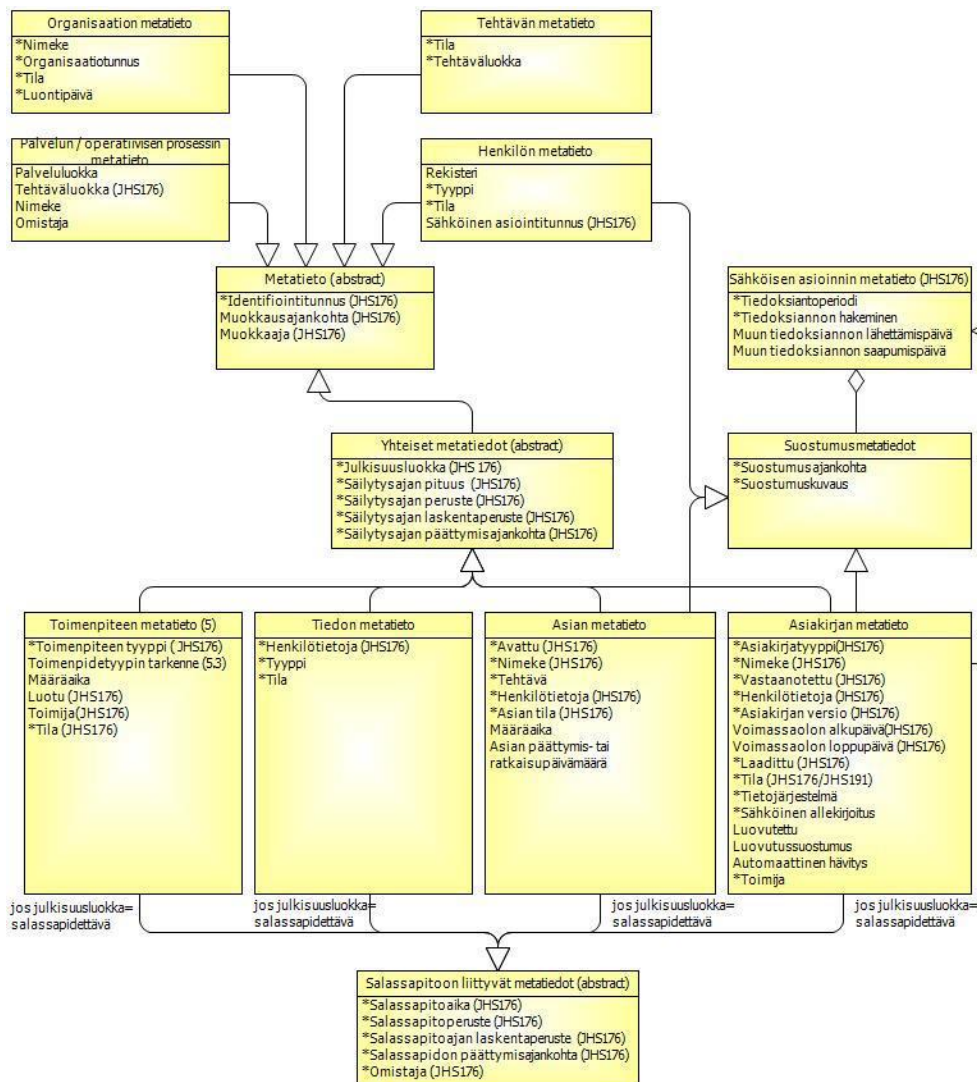 Organisaation metatieto
*Nimeke
*Organisaatiotunnus
*Tila
*Luontipäivä
Tehtävän metatieto
*Tila
*Tehtäväluokka
Palvelun / operatiivisen prosessin
metatieto
Palveluluokka
Tehtäväluokka (JHS176)
Nimeke
Omistaja
Henkilön metatieto
Rekisteri
*Tyyppi
*Tila
Sähköinen asiointitunnus (JHS176)
Metatieto (abstract)
*Identifiointitunnus (JHS176)
Muokkausajankohta (JHS176)
Muokkaaja (JHS176)
Sähköisen asioinnin metatieto (JHS176)
*Tiedoksiantoperiodi
*Tiedoksiannon hakeminen
Muun tiedoksiannon lähettämispäivä
Muun tiedoksiannon saapumispäivä
Yhteiset metatiedot (abstract)
*Julkisuusluokka (JHS 176)
*Säilytysajan pituus (JHS176)
*Säilytysajan peruste (JHS176)
*Säilytysajan laskentaperuste (JHS176)
*Säilytysajan päättymisajankohta (JHS176)
Suostumusmetatiedot
*Suostumusajankohta
*Suostumuskuvaus
Toimenpiteen metatieto (5)
*Toimenpiteen tyyppi (JHS176)
Toimenpidetyypin tarkenne (5.3)
Määräaika
Luotu (JHS176)
Toimija(JHS176)
*Tila (JHS176)
Tiedon metatieto
*Henkilötietoja (JHS176)
*Tyyppi
*Tila
Asian metatieto
*Avattu (JHS176)
*Nimeke (JHS176)
*Tehtävä
*Henkilötietoja (JHS176)
*Asian tila (JHS176)
Määräaika
Asian päättymis- tai
ratkaisupäivämäärä
Asiakirjan metatieto
*Asiakirjatyyppi(JHS176)
*Nimeke (JHS176)
*Vastaanotettu (JHS176)
*Henkilötietoja (JHS176)
*Asiakirjan versio (JHS176)
Voimassaolon alkupäivä(JHS176)
Voimassaolon loppupäivä (JHS176)
*Laadittu (JHS176)
*Tila (JHS176/JHS191)
*Tietojärjestelmä
*Sähköinen allekirjoitus
Luovutettu
Luovutussuostumus
Automaattinen hävitys
*Toimija
jos julkisuusluokka=
salassapidettävä
jos julkisuusluokka=
salassapidettävä
jos julkisuusluokka=
salassapidettävä
jos julkisuusluokka=
salassapidettävä
Salassapitoon liittyvät metatiedot (abstract)
*Salassapitoaika (JHS176)
*Salassapitoperuste (JHS176)
*Salassapitoajan laskentaperuste (JHS176)
*Salassapidon päättymisajankohta (JHS176)
*Omistaja (JHS176)